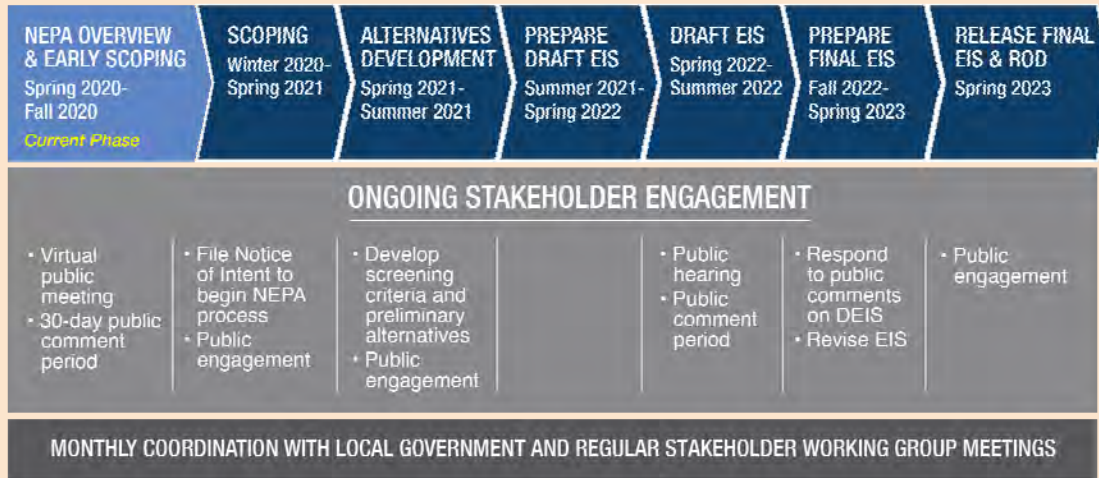 NEPA OVERVIEW
& EARLY SCOPING
Spring 2020-
Fall 2020
Current Phase
SCOPING
Winter 2020-
Spring 2021
ALTERNATIVES
DEVELOPMENT
Spring 2021-
Summer 2021
PREPARE
DRAFT EIS
Summer 2021-
Spring 2022
DRAFT EIS
Spring 2022-
Summer 2022
PREPARE
FINAL EIS
Fall 2022-
Spring 2023
RELEASE FINAL
EIS & ROD
Spring 2023
ONGOING STAKEHOLDER ENGAGEMENT
• Virtual
public
meeting
• 30-day public
comment
period
• File Notice
of Intent to
begin NEPA
process
• Public
engagement
• Develop
screening
criteria and
preliminary
alternatives
• Public
engagement
• Public
hearing
• Public
comment
period
• Respond
to public
comments
on DEIS
• Revise EIS
• Public
engagement
MONTHLY COORDINATION WITH LOCAL GOVERNMENT AND REGULAR STAKEHOLDER WORKING GROUP MEETINGS